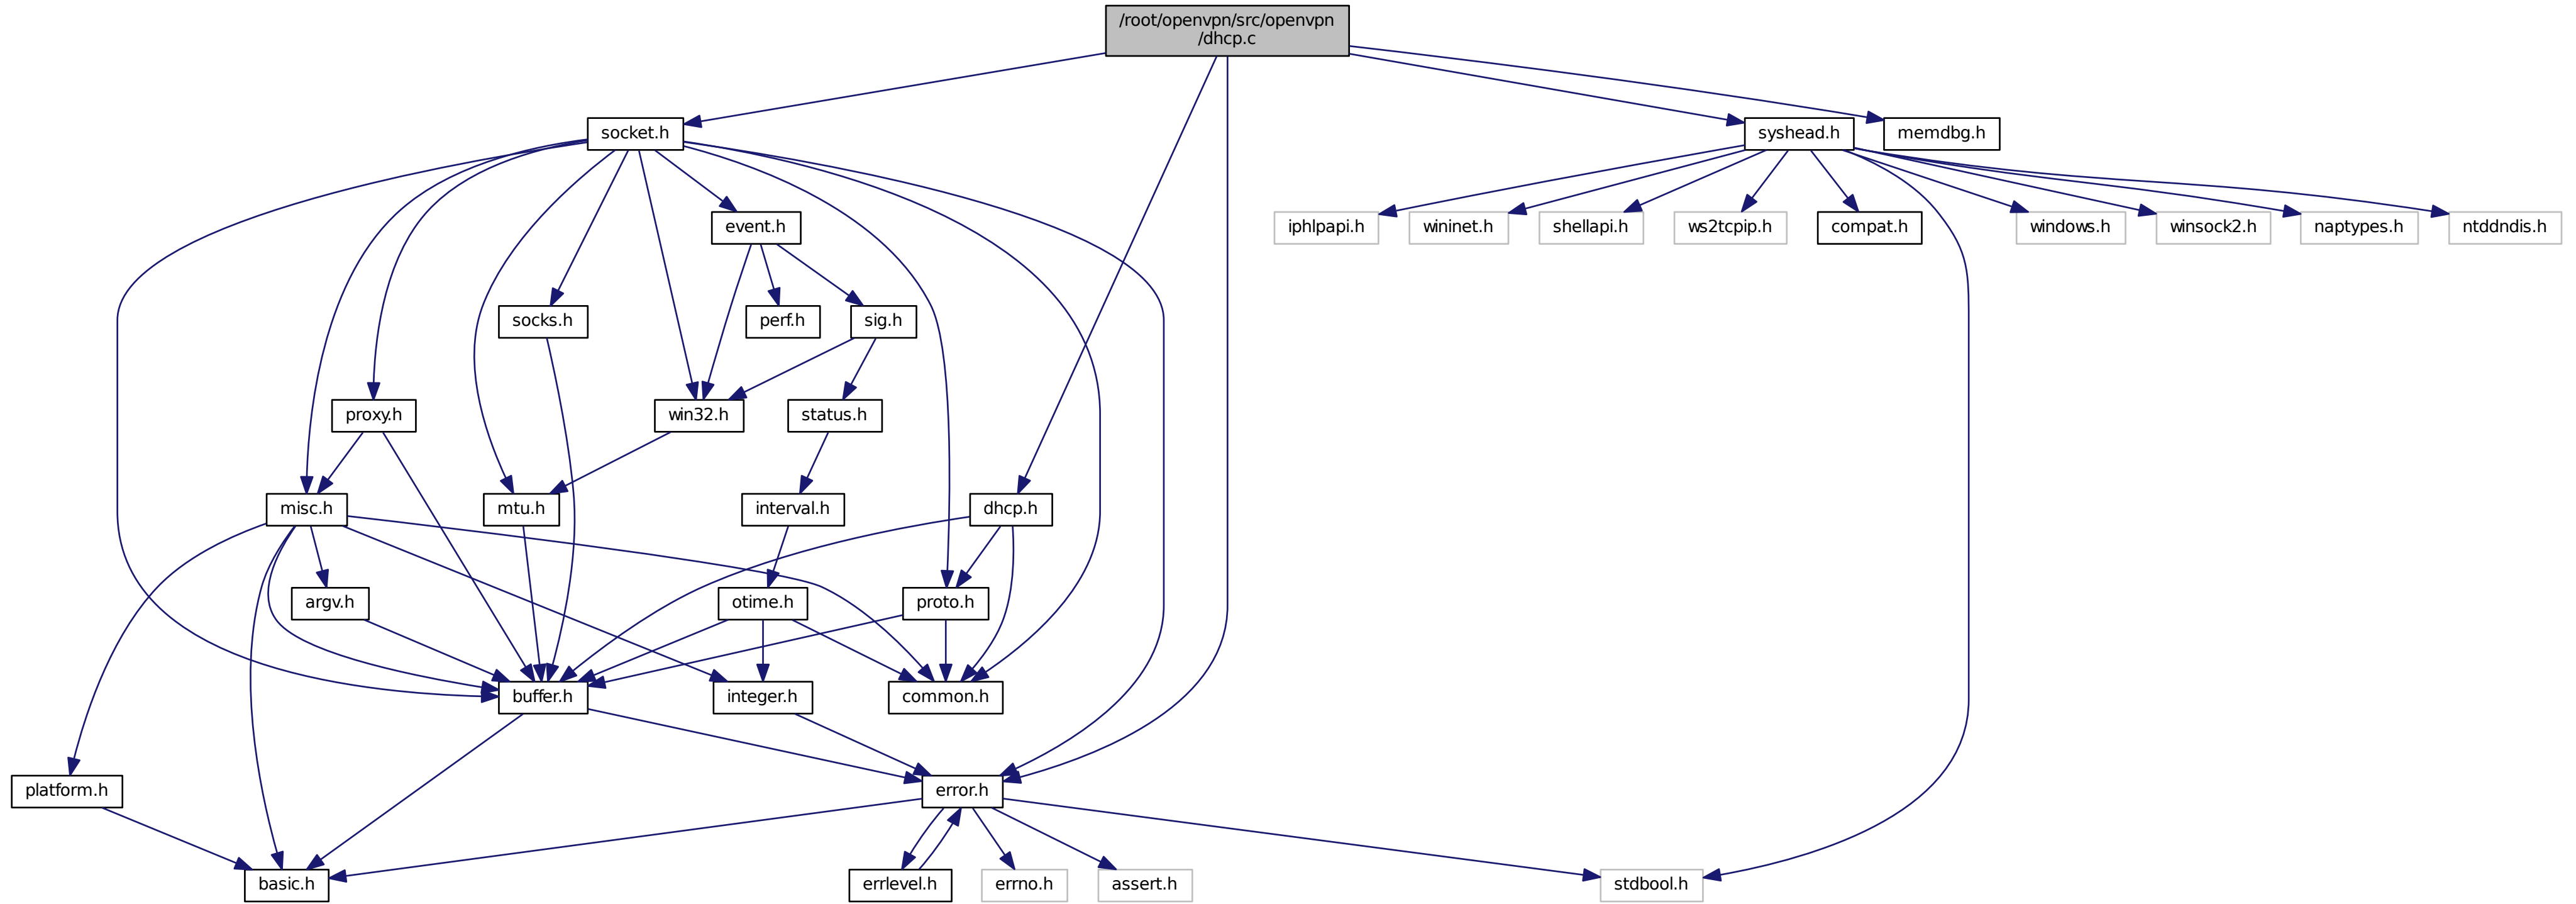 /root/openvpn/src/openvpn
/dhcp.c
socket.h
syshead.h
memdbg.h
event.h
iphlpapi.h
wininet.h
shellapi.h
ws2tcpip.h
compat.h
windows.h
winsock2.h
naptypes.h
ntddndis.h
socks.h
perf.h
sig.h
proxy.h
win32.h
status.h
misc.h
mtu.h
interval.h
dhcp.h
argv.h
otime.h
proto.h
buffer.h
integer.h
common.h
platform.h
error.h
basic.h
errlevel.h
errno.h
assert.h
stdbool.h